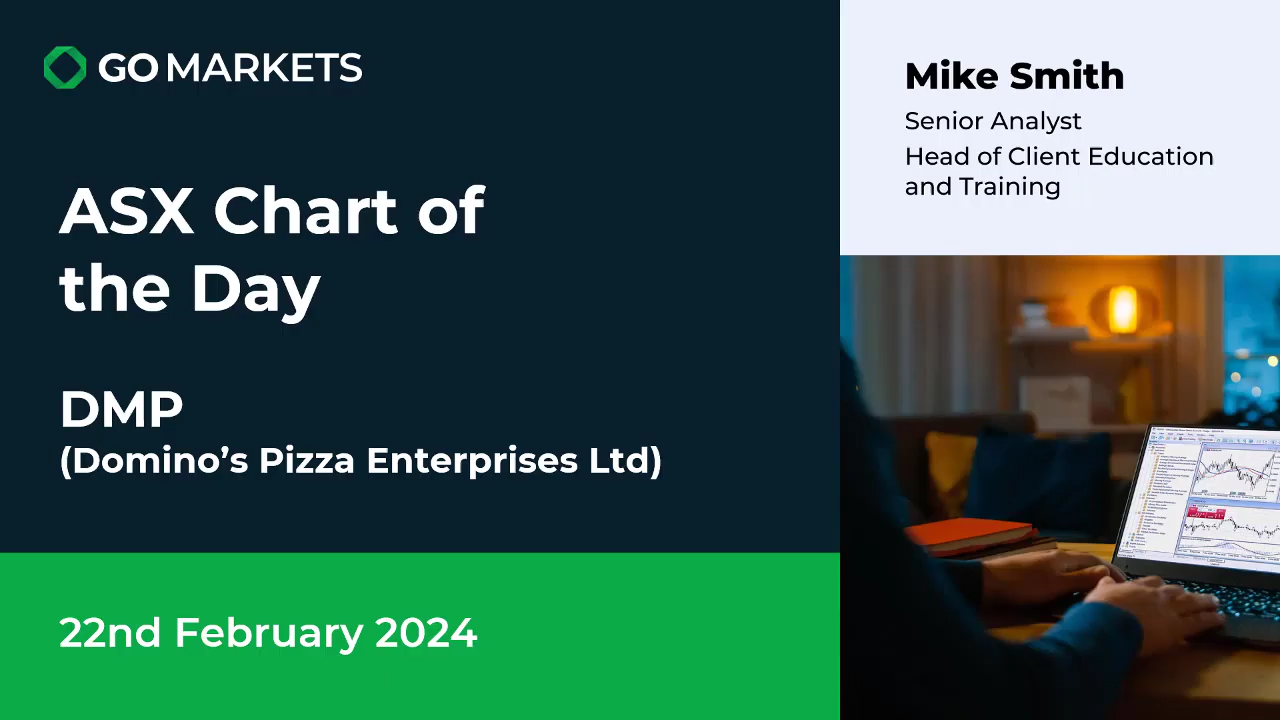 GO MARKETS
ASX Chart of
the Day
DMP
(Domino’s Pizza Enterprises Ltd)
22nd February 2024
Mike Smith
Senior Analyst
Head of Client Education
and Training